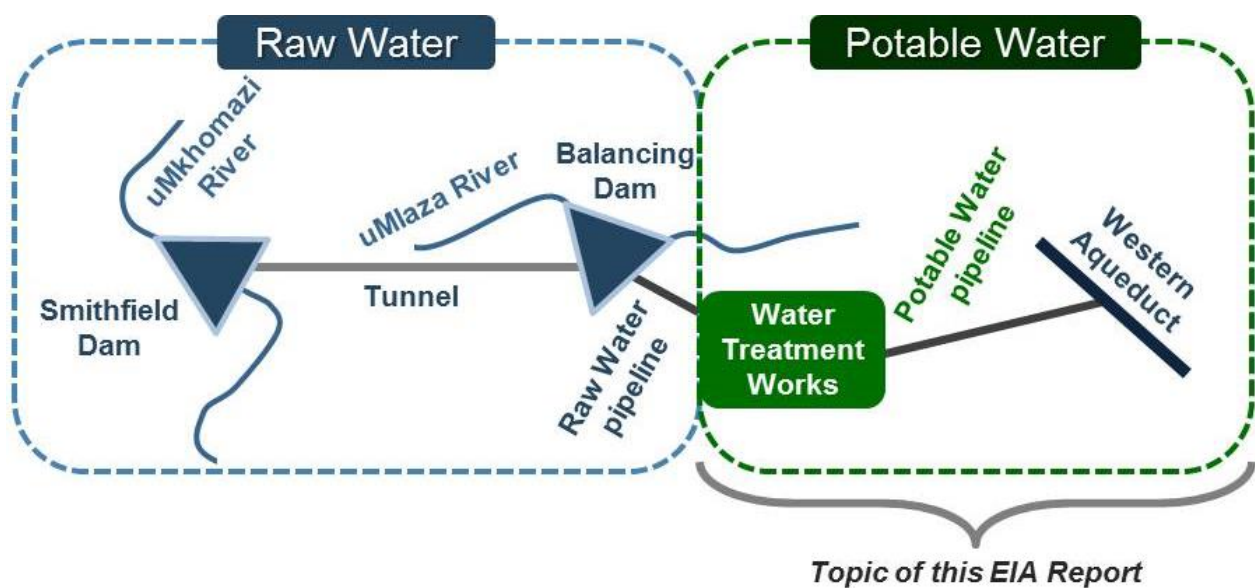 Raw Water
Potable Water
uMkhomazi
River
uMlaza River
Balancing
Dam
Potable Water
pipeline
Western
Aqueduct
Smithfield
Dam
Tunnel
Raw Water
pipeline
Water
Treatment
Works
Topic of this EIA Report